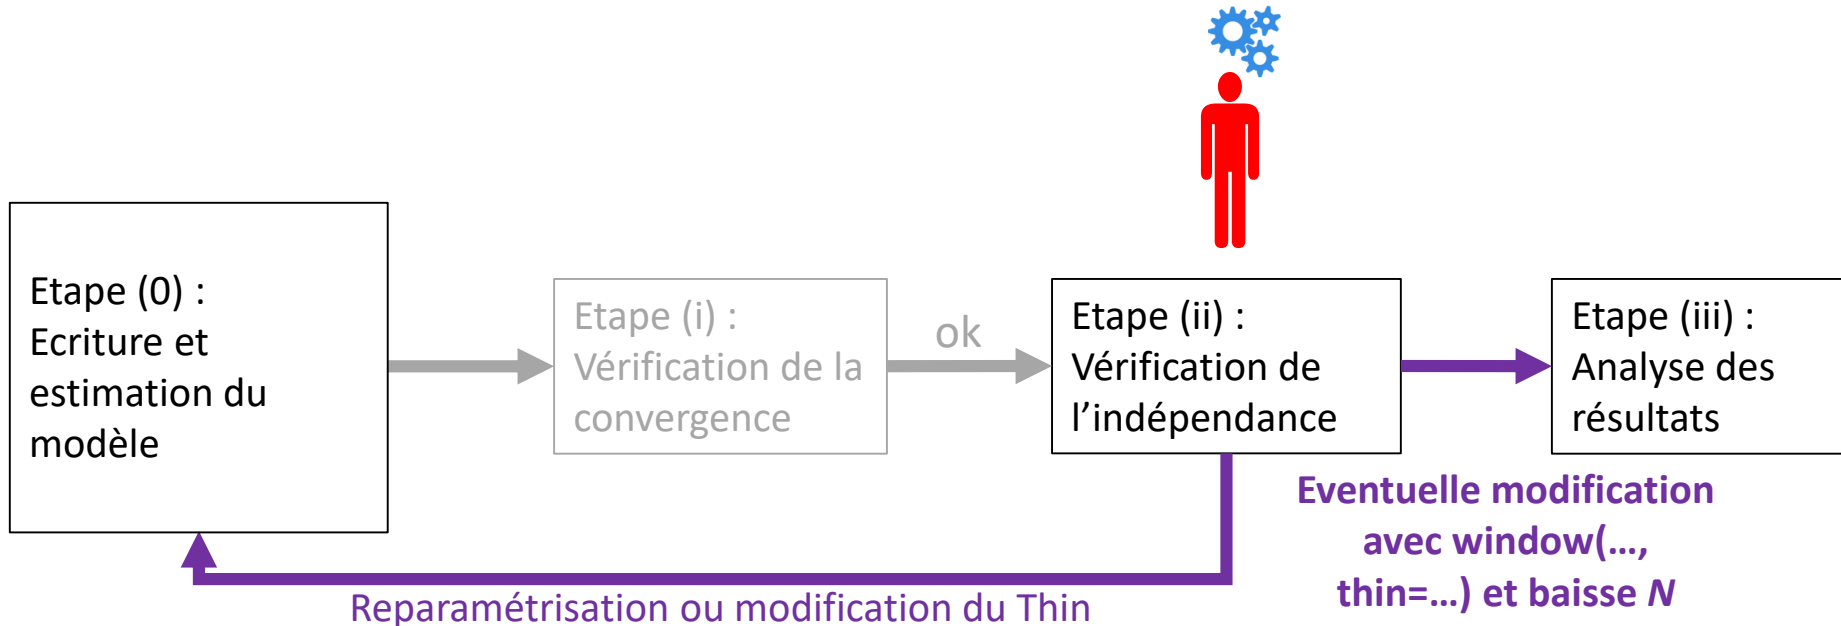 Etape (0) :
Ecriture et
estimation du
modèle
Etape (i) :
Vérification de la
convergence
ok
Etape (ii) :
Vérification de
l’indépendance
Etape (iii) :
Analyse des
résultats
Eventuelle modification
avec window(…,
thin=…) et baisse N
Reparamétrisation ou modification du Thin